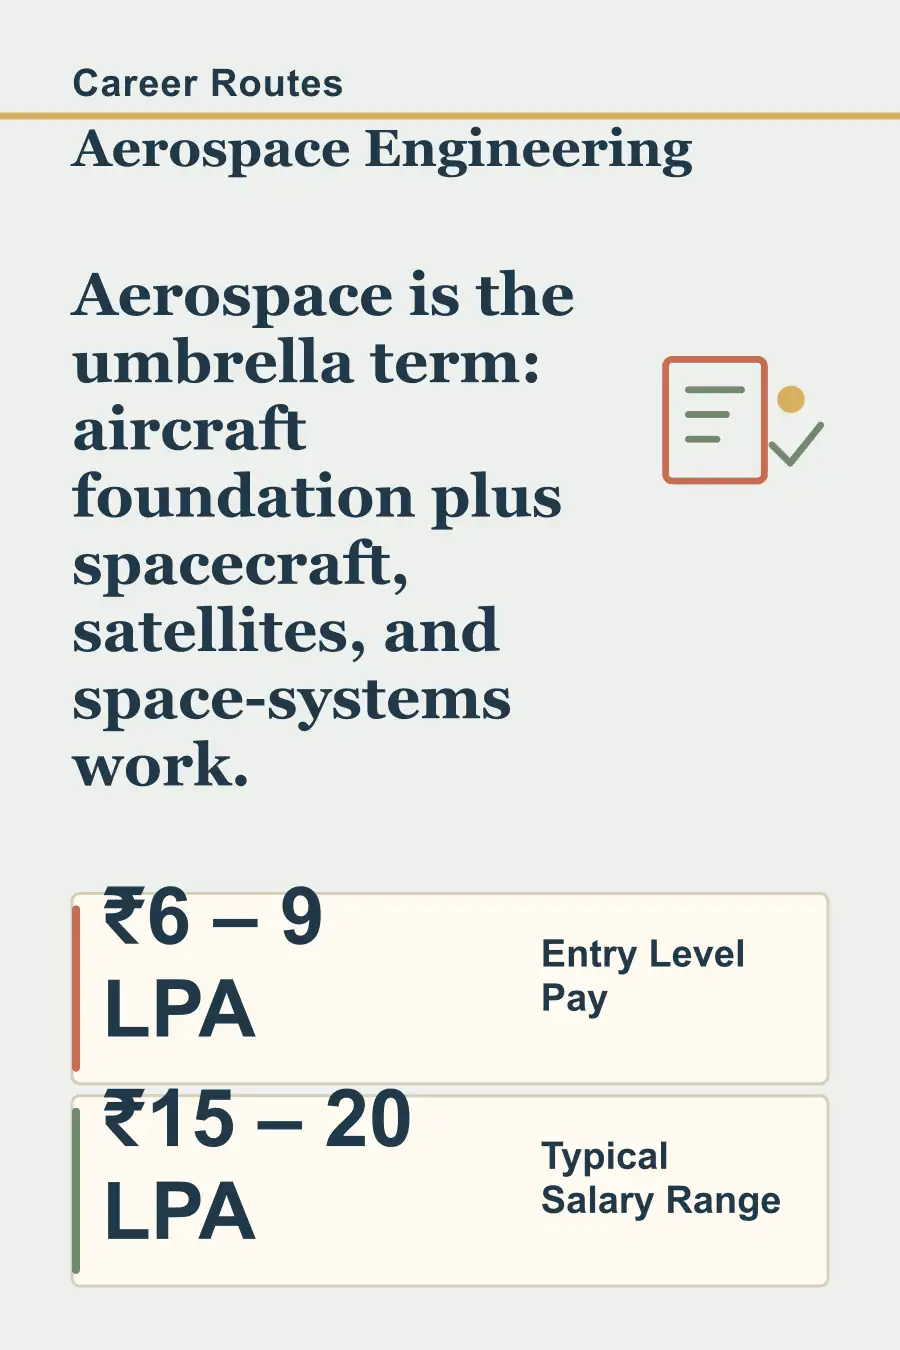 Career Routes
Aerospace Engineering
Aerospace is the
umbrella term:
aircraft
foundation plus
spacecraft,
satellites, and
space-systems
work.
₹6 – 9
LPA
Entry Level
Pay
₹15 – 20
LPA
Typical
Salary Range